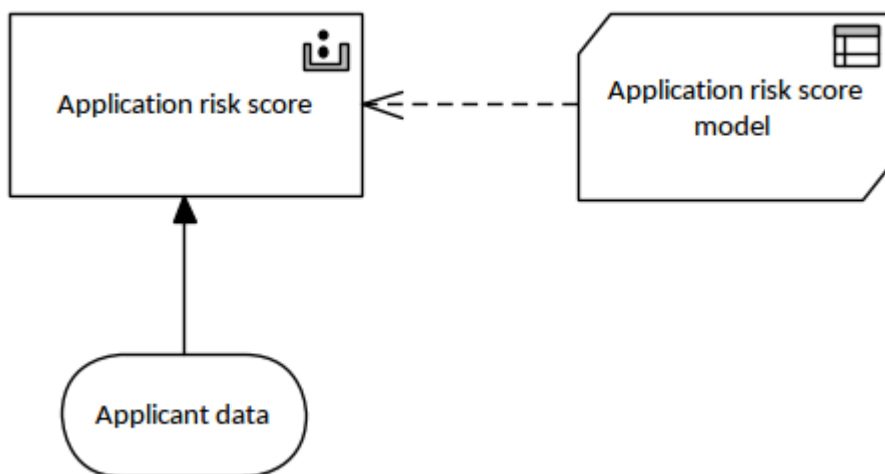 Application risk score
Application risk score
model
Applicant data